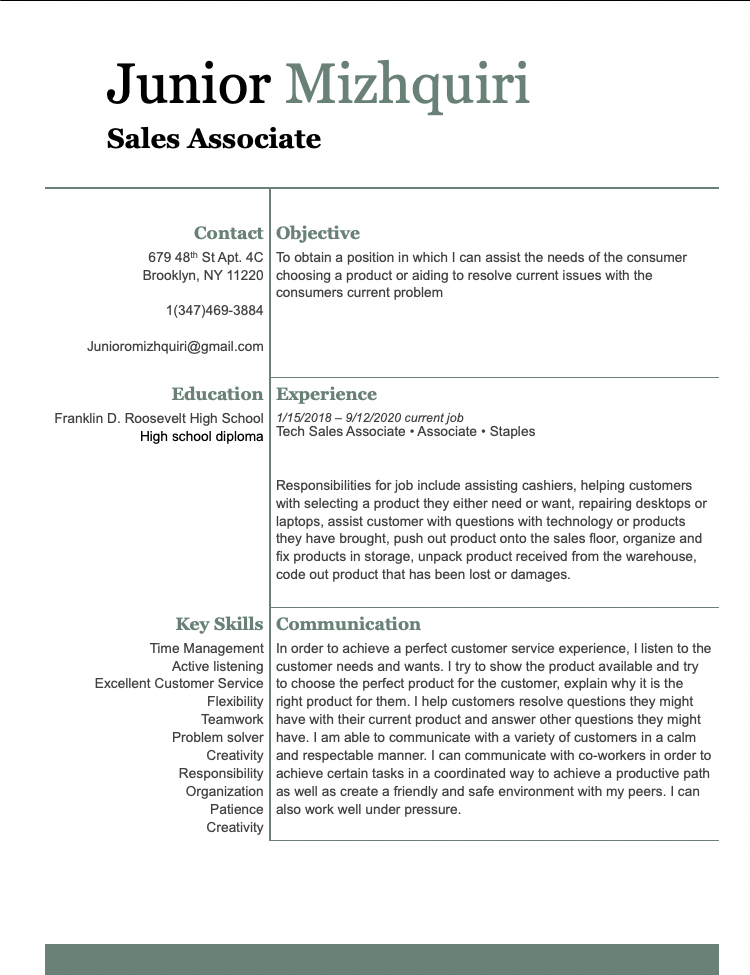 Junior Mizhquiri
Sales Associate
Contact
679 48th St Apt. 4C
Brooklyn, NY 11220
1(347)469-3884
Junioromizhquiri@gmail.com
Objective
To obtain a position in which I can assist the needs of the consumer
choosing a product or aiding to resolve current issues with the
consumers current problem
Education
Franklin D. Roosevelt High School
High school diploma
Experience
1/15/2018 – 9/12/2020 current job
Tech Sales Associate • Associate • Staples
Responsibilities for job include assisting cashiers, helping customers
with selecting a product they either need or want, repairing desktops or
laptops, assist customer with questions with technology or products
they have brought, push out product onto the sales floor, organize and
fix products in storage, unpack product received from the warehouse,
code out product that has been lost or damages.
Key Skills
Time Management
Active listening
Excellent Customer Service
Flexibility
Teamwork
Problem solver
Creativity
Responsibility
Organization
Patience
Creativity
Communication
In order to achieve a perfect customer service experience, I listen to the
customer needs and wants. I try to show the product available and try
to choose the perfect product for the customer, explain why it is the
right product for them. I help customers resolve questions they might
have with their current product and answer other questions they might
have. I am able to communicate with a variety of customers in a calm
and respectable manner. I can communicate with co-workers in order to
achieve certain tasks in a coordinated way to achieve a productive path
as well as create a friendly and safe environment with my peers. I can
also work well under pressure.